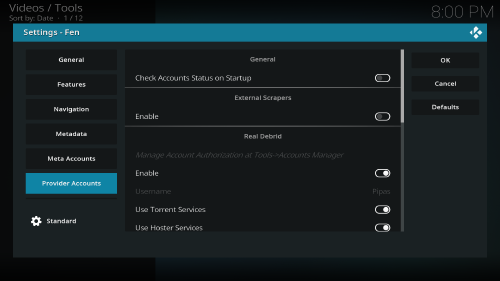 Videos / Tools
Sort by: Date · 1 / 12
8:00 PM
Settings - Fen
General
Features
Navigation
Metadata
Meta Accounts
Provider Accounts
Standard
General
Check Accounts Status on Startup
External Scrapers
Enable
Real Debrid
Manage Account Authorization at Tools->Accounts Manager
Enable
Username
Pipas
Use Torrent Services
Use Hoster Services
OK
Cancel
Defaults